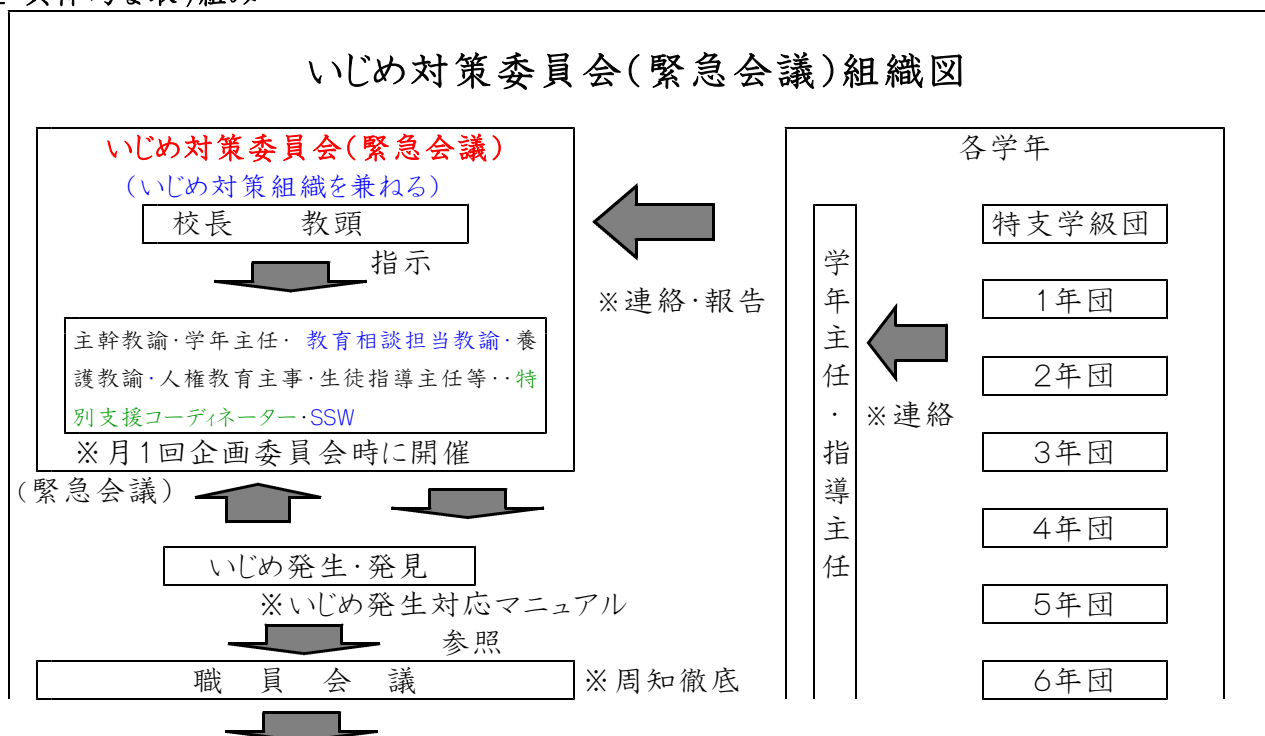 いじめ対策委員会(緊急会議)組織図
いじめ対策委員会(緊急会議)
(いじめ対策組織を兼ねる)
校長 教頭
指示
主幹教諭・学年主任・ 教育相談担当教諭・養
護教諭・人権教育主事・生徒指導主任等・・特
別支援コーディネーター・SSW
※月1回企画委員会時に開催
(緊急会議)
いじめ発生・発見
※いじめ発生対応マニュアル
参照
職 員 会 議
※周知徹底
※連絡・報告
各学年
学年主任・指導主任
※連絡
特支学級団
1年団
2年団
3年団
4年団
5年団
6年団